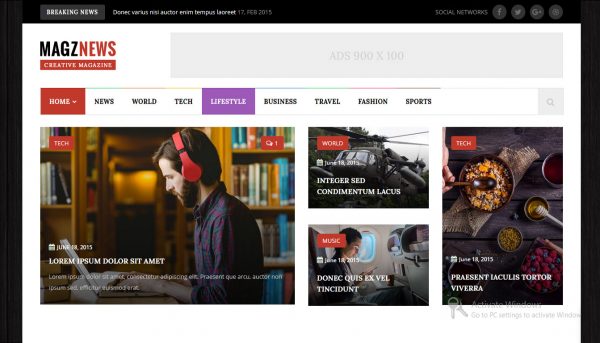 BREAKING NEWS Donec varius nisi auctor enim tempus laoreet 17, FEB 2015 SOCIAL NETWORKS
MAGZNEWS
CREATIVE MAGAZINE
ADS 900 X 100
HOME NEWS WORLD TECH LIFESTYLE BUSINESS TRAVEL FASHION SPORTS
TECH 1
JUNE 18, 2015
LOREM IPSUM DOLOR SIT AMET
Lorem ipsum dolor sit amet, consectetur adipiscing elit. Praesent que arcu, auctor non
ipsum sed, efficitur euismod erat.
WORLD
June 18, 2015
INTEGER SED
CONDIMENTUM LACUS
MUSIC
June 18, 2015
DONEC QUIS EX VEL
TINCIDUNT
TECH
June 18, 2015
PRAESENT IACULIS TORTOR
VIVERRA
Activate Windows
Go to PC settings to activate Window